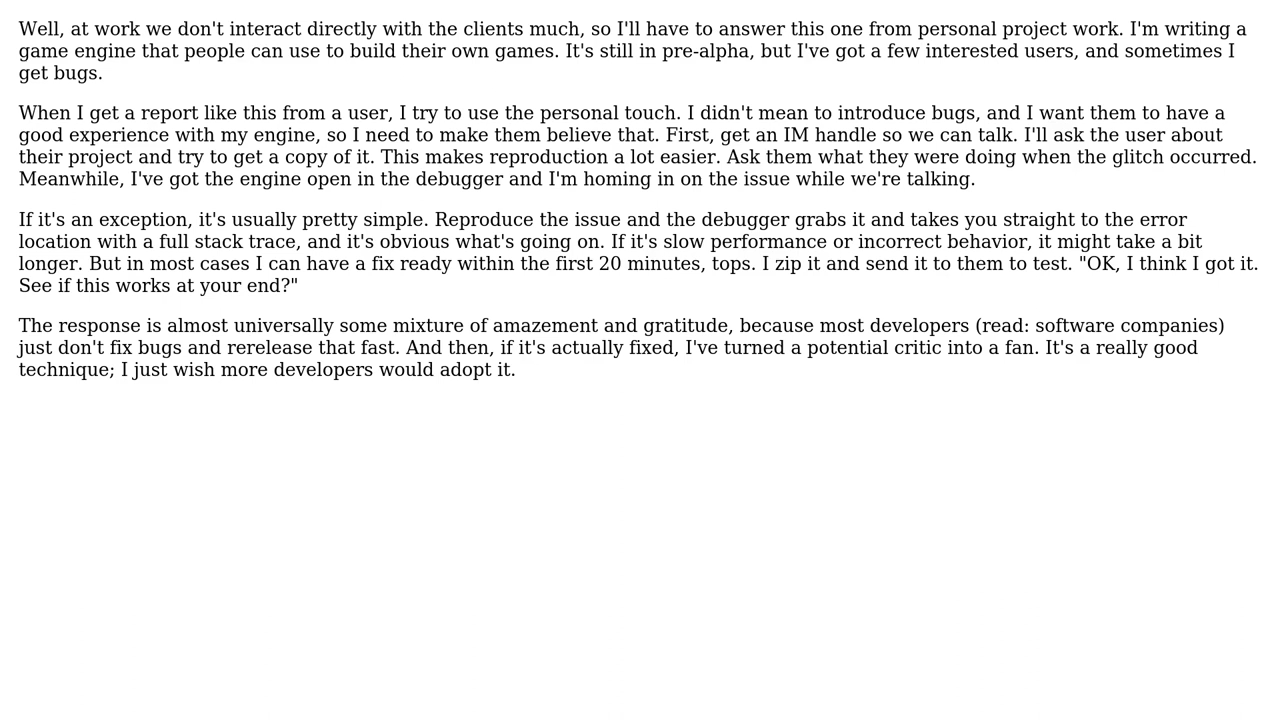 Well, at work we don't interact directly with the clients much, so I'll have to answer this one from personal project work. I'm writing a
game engine that people can use to build their own games. It's still in pre-alpha, but I've got a few interested users, and sometimes I
get bugs.
When I get a report like this from a user, I try to use the personal touch. I didn't mean to introduce bugs, and I want them to have a
good experience with my engine, so I need to make them believe that. First, get an IM handle so we can talk. I'll ask the user about
their project and try to get a copy of it. This makes reproduction a lot easier. Ask them what they were doing when the glitch occurred.
Meanwhile, I've got the engine open in the debugger and I'm homing in on the issue while we're talking.
If it's an exception, it's usually pretty simple. Reproduce the issue and the debugger grabs it and takes you straight to the error
location with a full stack trace, and it's obvious what's going on. If it's slow performance or incorrect behavior, it might take a bit
longer. But in most cases I can have a fix ready within the first 20 minutes, tops. I zip it and send it to them to test. "OK, I think I got it.
See if this works at your end?"
The response is almost universally some mixture of amazement and gratitude, because most developers (read: software companies)
just don't fix bugs and rerelease that fast. And then, if it's actually fixed, I've turned a potential critic into a fan. It's a really good
technique; I just wish more developers would adopt it.